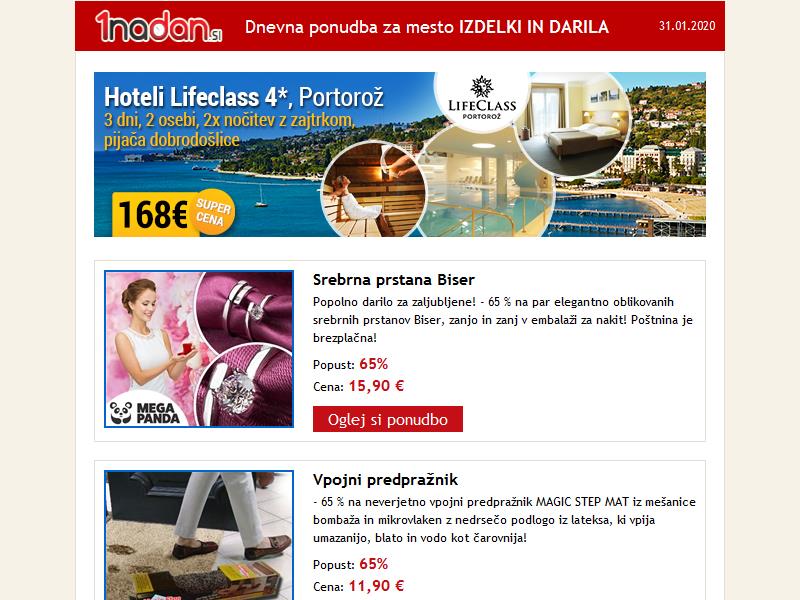 1nadan.si
Dnevna ponudba za mesto IZDELKI IN DARILA
31.01.2020
Hoteli Lifeclass 4*, Portorož
3 dni, 2 osebi, 2x nočitev z zajtrkom,
pijača dobrodošlice
168€
SUPER
CENA
LIFECLASS
PORTOROŽ
Srebrna prstana Biser
Popolno darilo za zaljubljene! - 65 % na par elegantno oblikovanih
srebrnih prstanov Biser, zanjo in zanj v embalaži za nakit! Poštnina je
brezplačna!
Popust: 65%
Cena: 15,90 €
Oglej si ponudbo
MEGA
PANDA
Vpojni predpražnik
- 65 % na neverjetno vpojni predpražnik MAGIC STEP MAT iz mešanice
bombaža in mikrovlaken z nedrsečo podlogo iz lateksa, ki vpija
umazanijo, blato in vodo kot čarovnija!
Popust: 65%
Cena: 11,90 €